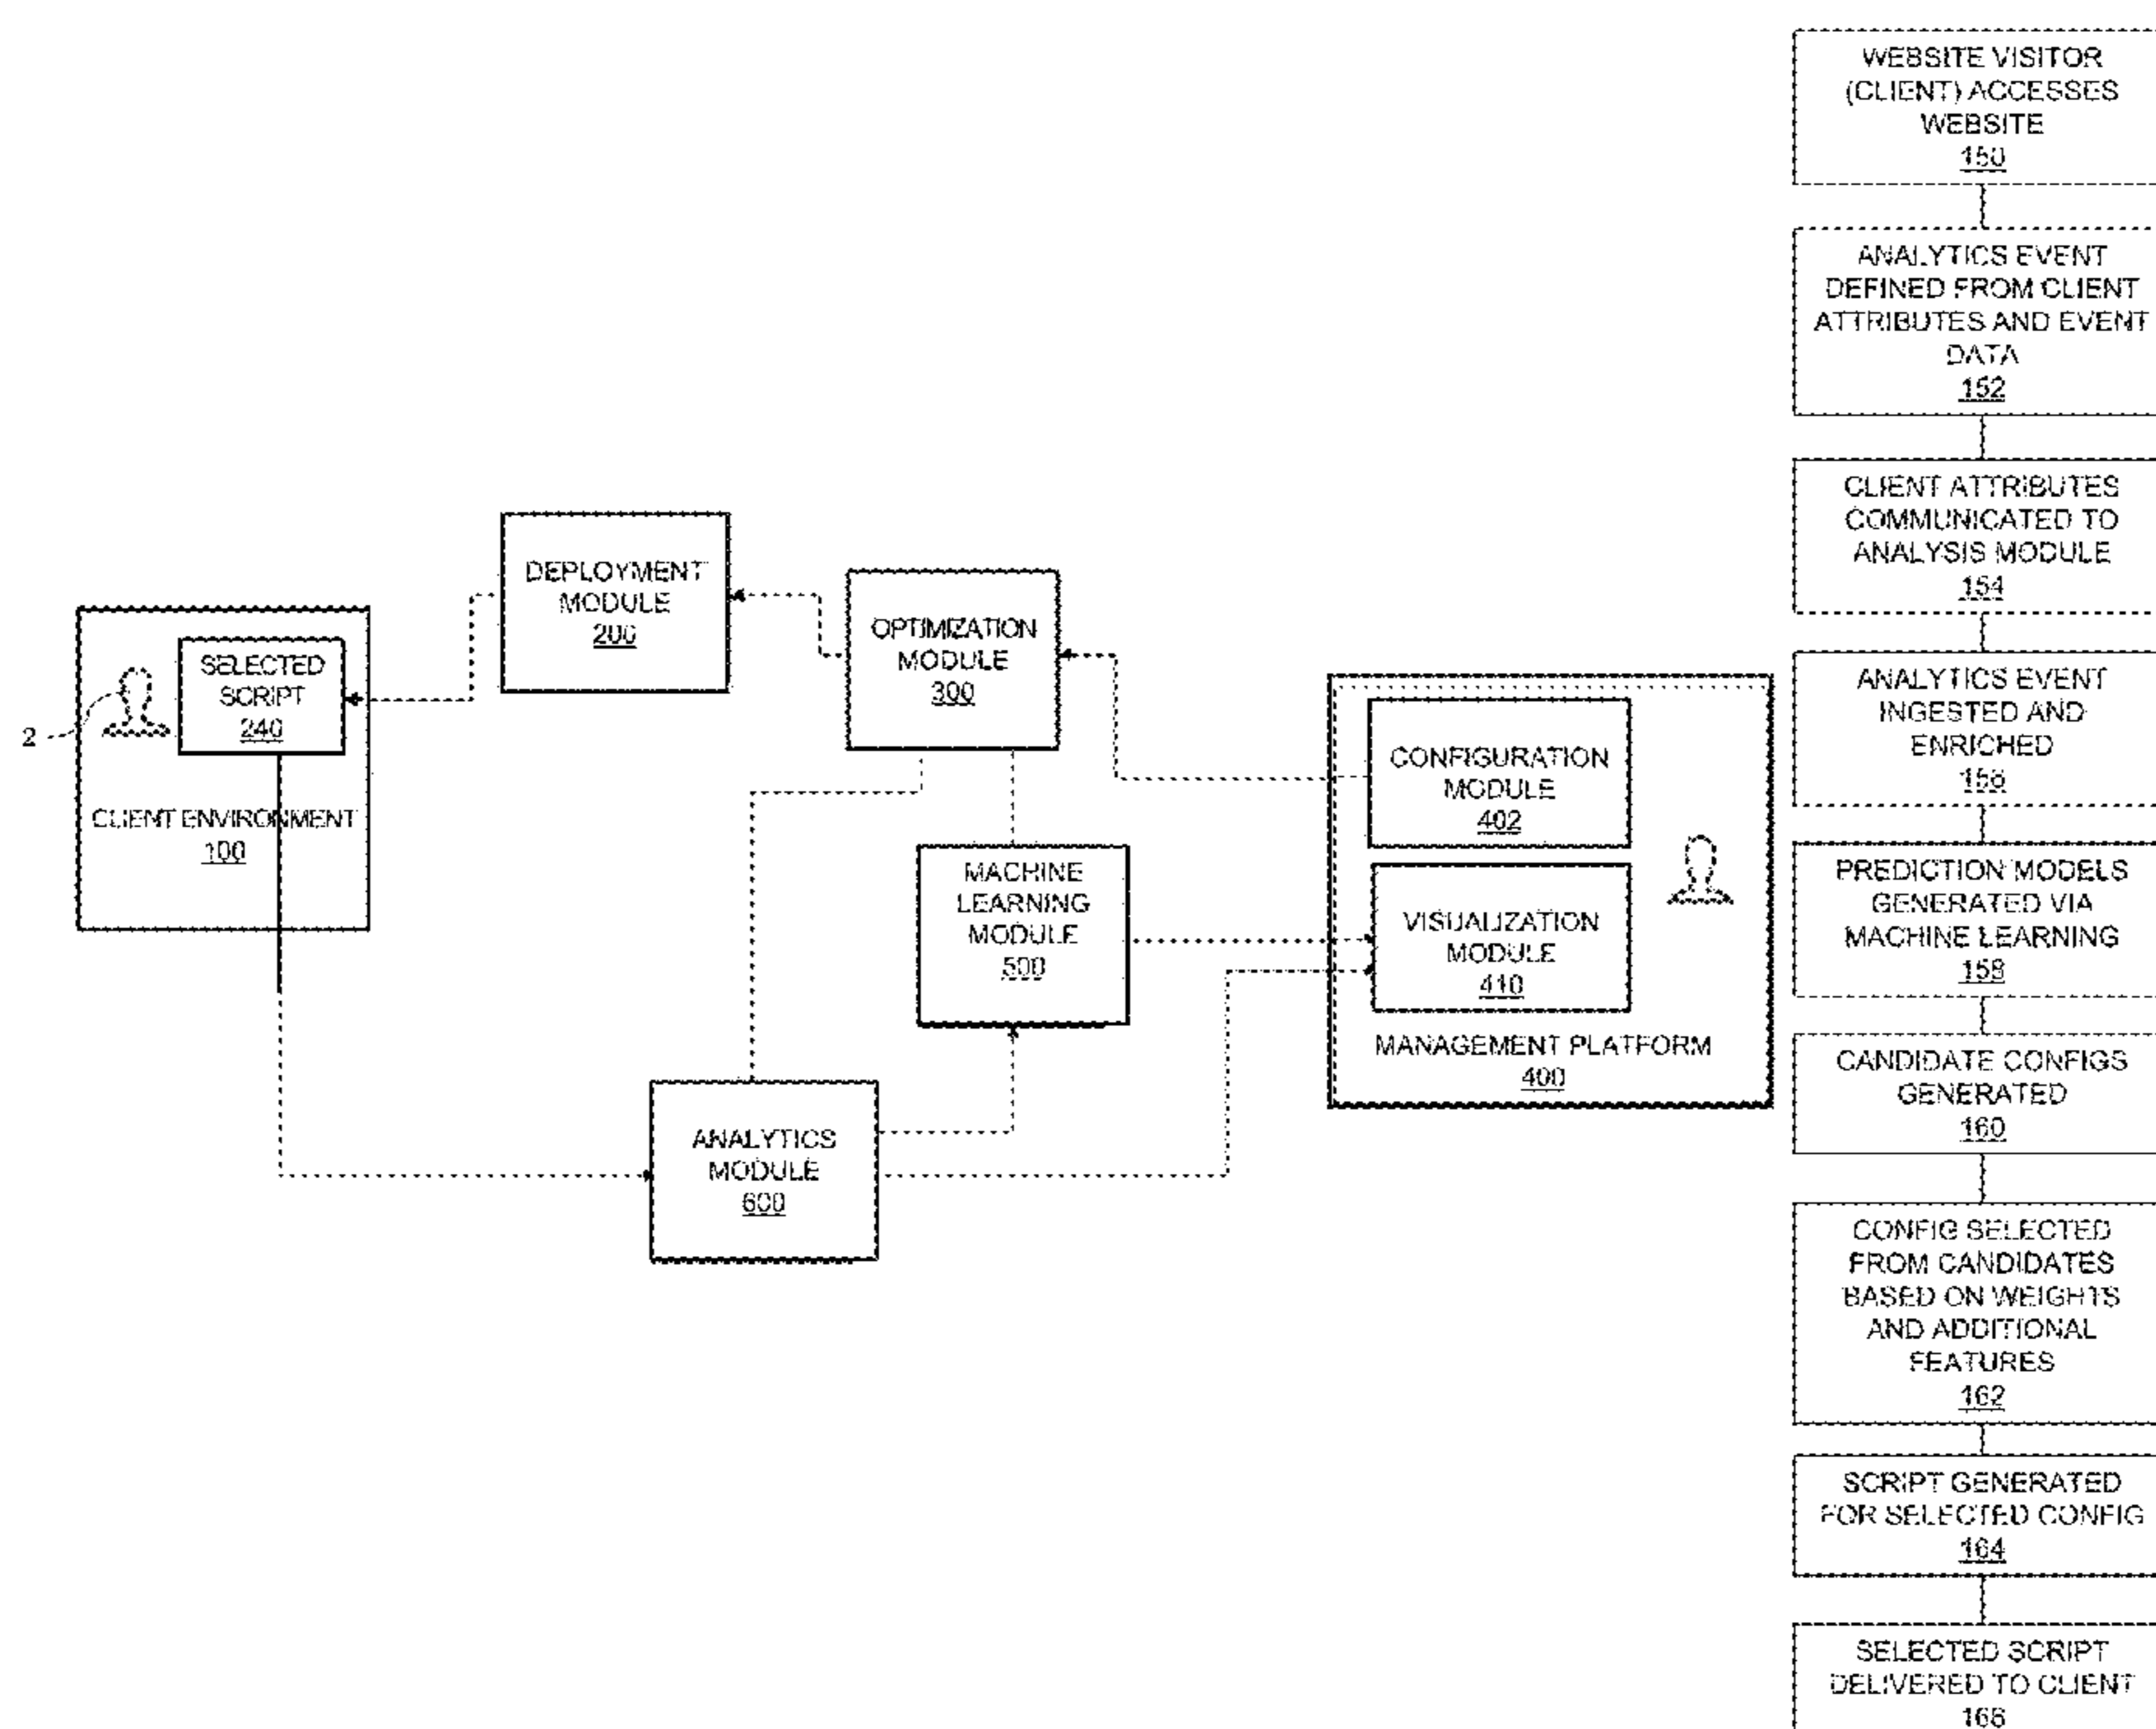 DEPLOYMENT
MODULE
200
OPTIMIZATION
MODULE
300
SELECTED
SCRIPT
240
2
CLIENT ENVIRONMENT
100
CONFIGURATION
MODULE
402
MACHINE
LEARNING
MODULE
500
VISUALIZATION
MODULE
410
MANAGEMENT PLATFORM
400
ANALYTICS
MODULE
600
WEBSITE VISITOR
(CLIENT) ACCESSES
WEBSITE
150
ANALYTICS EVENT
DEFINED FROM CLIENT
ATTRIBUTES AND EVENT
DATA
152
CLIENT ATTRIBUTES
COMMUNICATED TO
ANALYSIS MODULE
154
ANALYTICS EVENT
INGESTED AND
ENRICHED
156
PREDICTION MODELS
GENERATED VIA
MACHINE LEARNING
158
CANDIDATE CONFIGS
GENERATED
160
CONFIG SELECTED
FROM CANDIDATES
BASED ON WEIGHTS
AND ADDITIONAL
FEATURES
162
SCRIPT GENERATED
FOR SELECTED CONFIG
164
SELECTED SCRIPT
DELIVERED TO CLIENT
166